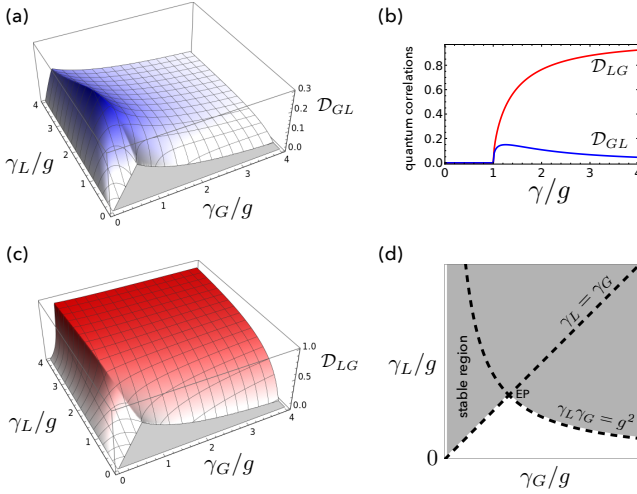 (a)
0.3
0.2
0.1
0.0
𝒟_GL
4
3
2
1
0
γ_L/g
0
1
2
3
4
γ_G/g
(b)
quantum correlations
0.8
0.6
0.4
0.2
0.0
𝒟_LG
𝒟_GL
0
1
2
3
4
γ/g
(c)
1.0
0.5
0.0
𝒟_LG
4
3
2
1
0
γ_L/g
0
1
2
3
4
γ_G/g
(d)
γ_L/g
stable region
γ_L = γ_G
EP
γ_Lγ_G = g²
0
γ_G/g